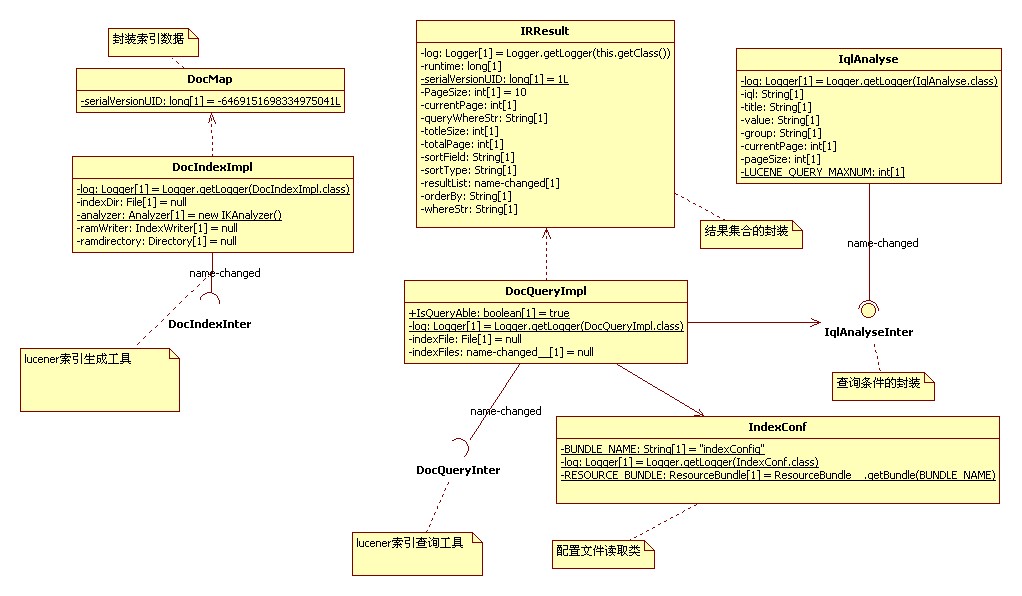 封装索引数据
DocMap
-serialVersionUID: long[1] = -6469151698334975041L
DocIndexImpl
-log: Logger[1] = Logger.getLogger(DocIndexImpl.class)
-indexDir: File[1] = null
-analyzer: Analyzer[1] = new IKAnalyzer()
-ramWriter: IndexWriter[1] = null
-ramdirectory: Directory[1] = null
name-changed
DocIndexInter
lucener索引生成工具
IRResult
-log: Logger[1] = Logger.getLogger(this.getClass())
-runtime: long[1]
-serialVersionUID: long[1] = 1L
-PageSize: int[1] = 10
-currentPage: int[1]
-queryWhereStr: String[1]
-totleSize: int[1]
-totalPage: int[1]
-sortField: String[1]
-sortType: String[1]
-resultList: name-changed[1]
-orderBy: String[1]
-whereStr: String[1]
结果集合的封装
IqlAnalyse
-log: Logger[1] = Logger.getLogger(IqlAnalyse.class)
-iql: String[1]
-title: String[1]
-value: String[1]
-group: String[1]
-currentPage: int[1]
-pageSize: int[1]
-LUCENE_QUERY_MAXNUM: int[1]
name-changed
IqlAnalyseInter
查询条件的封装
DocQueryImpl
+IsQueryAble: boolean[1] = true
-log: Logger[1] = Logger.getLogger(DocQueryImpl.class)
-indexFile: File[1] = null
-indexFiles: name-changed__[1] = null
name-changed
DocQueryInter
lucener索引查询工具
IndexConf
-BUNDLE_NAME: String[1] = "indexConfig"
-log: Logger[1] = Logger.getLogger(IndexConf.class)
-RESOURCE_BUNDLE: ResourceBundle[1] = ResourceBundle__.getBundle(BUNDLE_NAME)
配置文件读取类